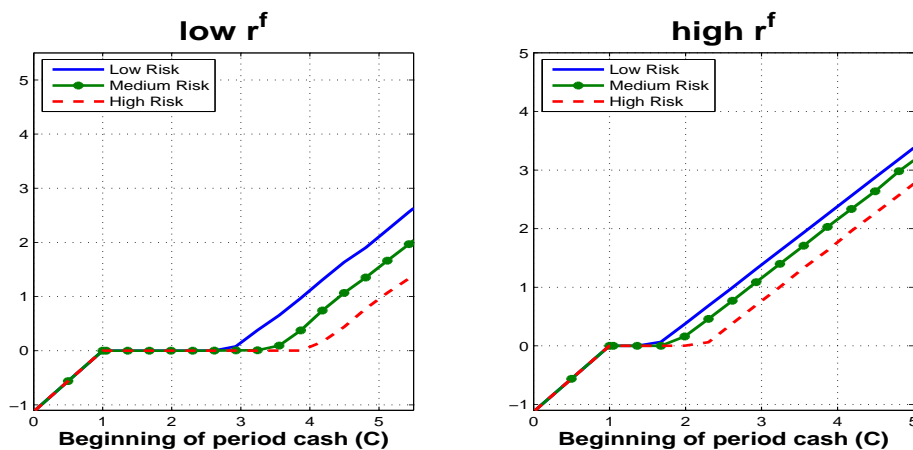 low r^f
5
4
3
2
1
0
−1
Low Risk
Medium Risk
High Risk
0 1 2 3 4 5
Beginning of period cash (C)
high r^f
5
4
3
2
1
0
−1
Low Risk
Medium Risk
High Risk
0 1 2 3 4 5
Beginning of period cash (C)